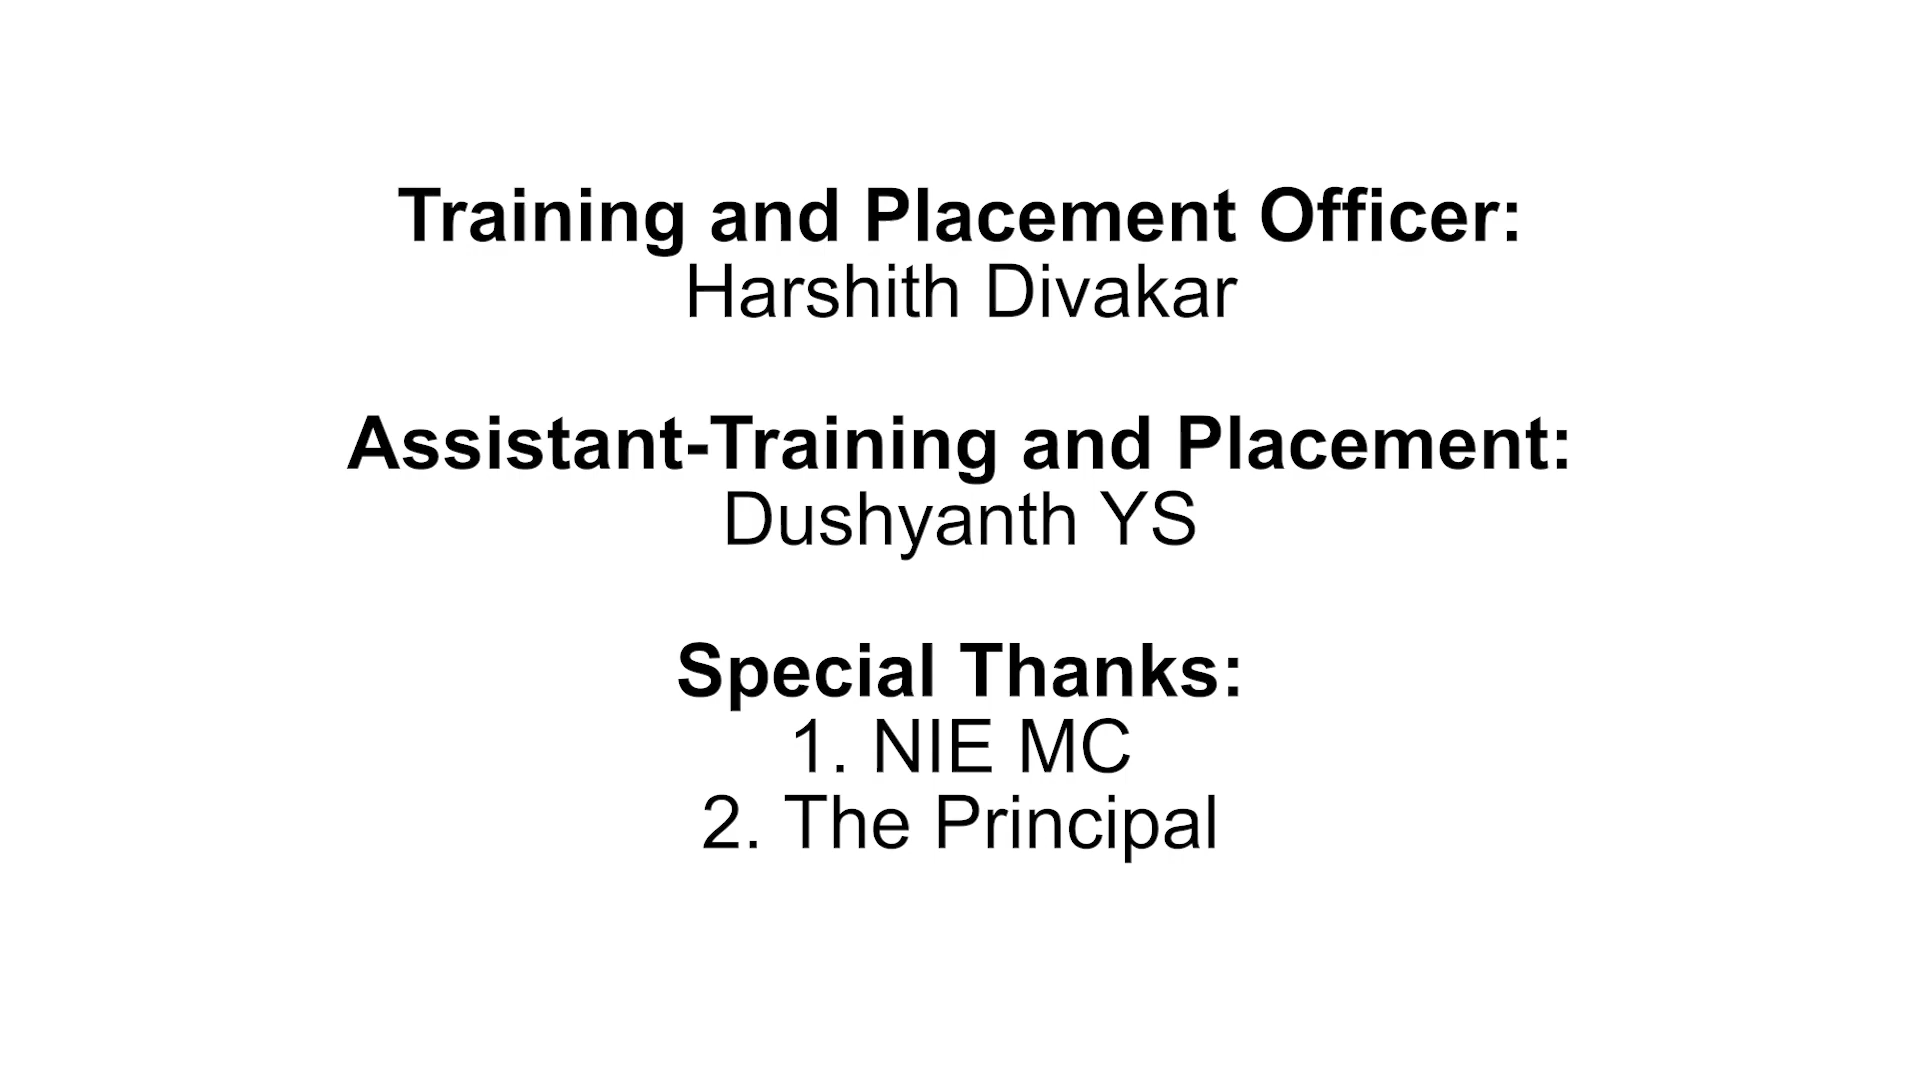 Training and Placement Officer:
Harshith Divakar
Assistant-Training and Placement:
Dushyanth YS
Special Thanks:
1. NIE MC
2. The Principal